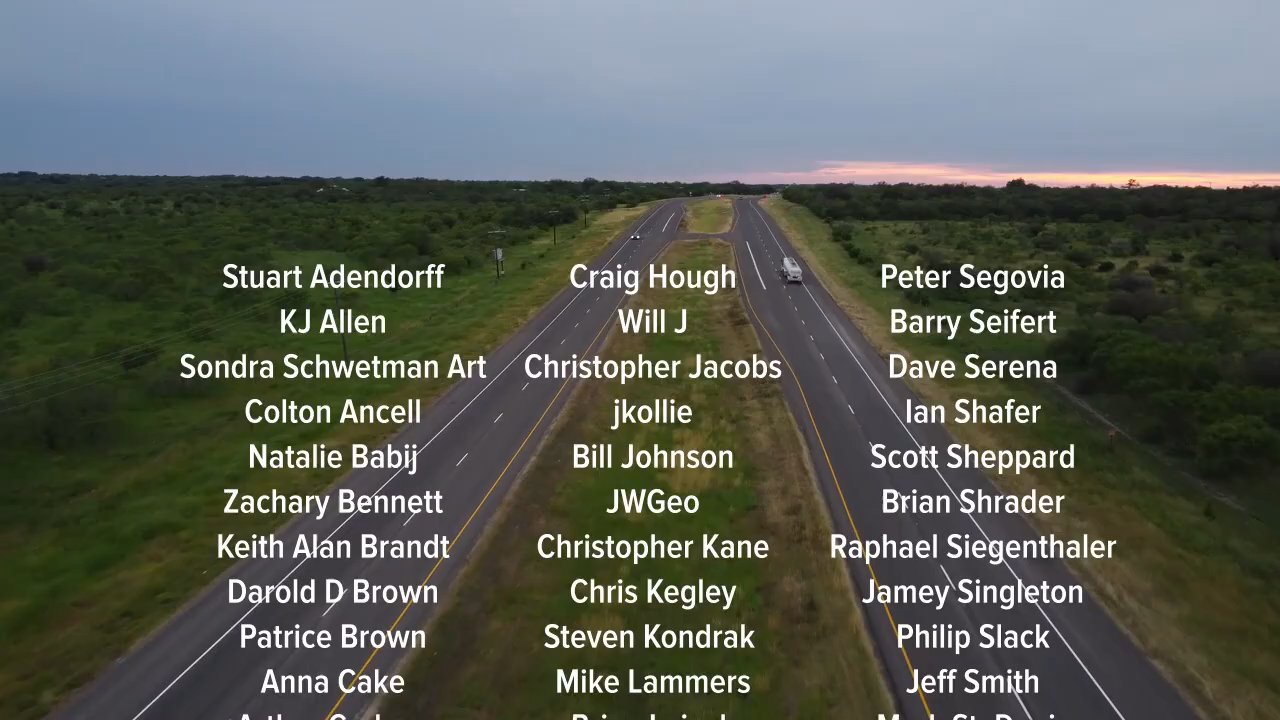 Stuart Adendorff
KJ Allen
Sondra Schwetman Art
Colton Ancell
Natalie Babij
Zachary Bennett
Keith Alan Brandt
Darold D Brown
Patrice Brown
Anna Cake
Craig Hough
Will J
Christopher Jacobs
jkollie
Bill Johnson
JWGeo
Christopher Kane
Chris Kegley
Steven Kondrak
Mike Lammers
Peter Segovia
Barry Seifert
Dave Serena
Ian Shafer
Scott Sheppard
Brian Shrader
Raphael Siegenthaler
Jamey Singleton
Philip Slack
Jeff Smith